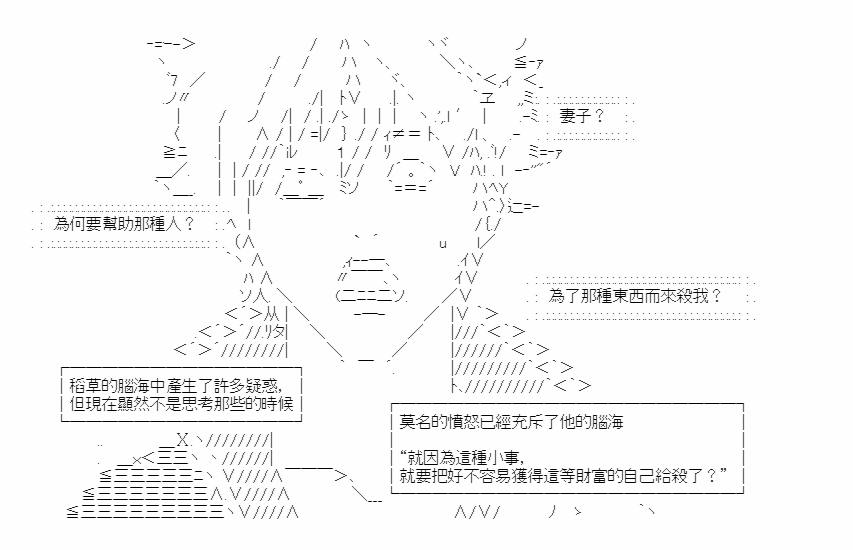 妻子？
為何要幫助那種人？
為了那種東西而來殺我？
稻草的腦海中產生了許多疑惑，
但現在顯然不是思考那些的時候
莫名的憤怒已經充斥了他的腦海
“就因為這種小事，
就要把好不容易獲得這等財富的自己給殺了？”